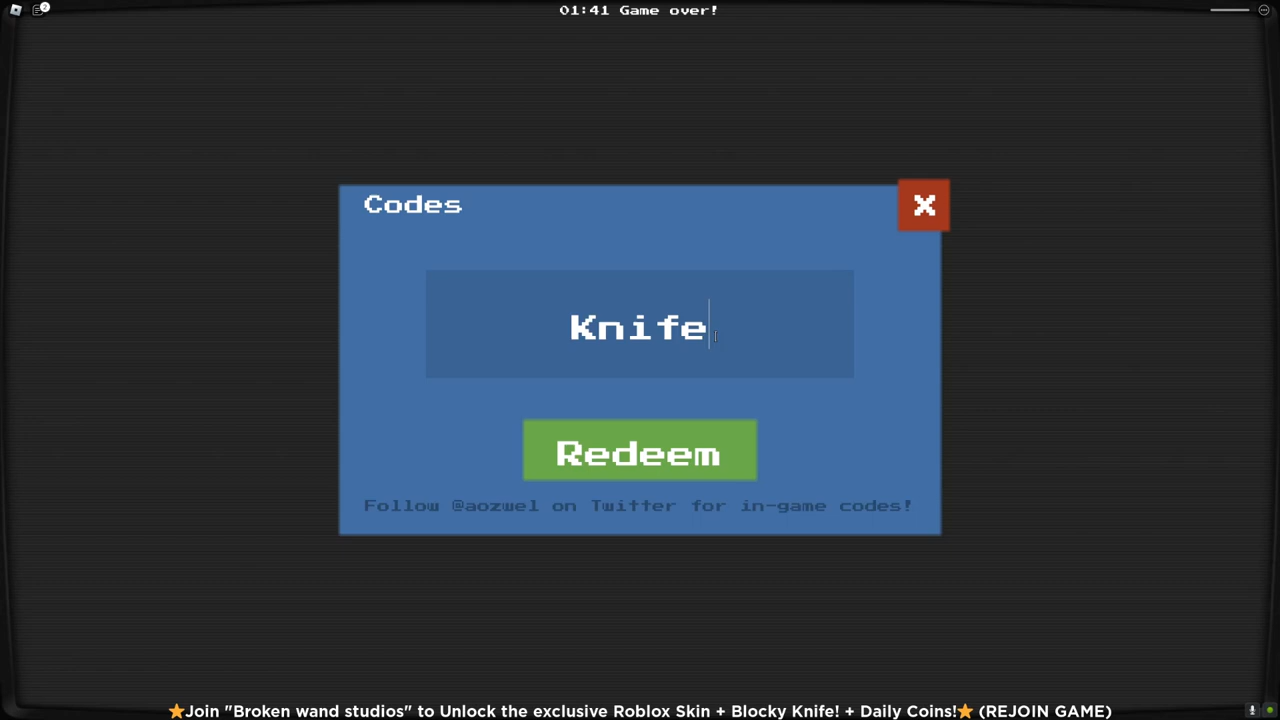 2
01:41 Game over!
Codes
X
Knife
Redeem
Follow @aozwel on Twitter for in-game codes!
⭐Join "Broken wand studios" to Unlock the exclusive Roblox Skin + Blocky Knife! + Daily Coins!⭐ (REJOIN GAME)